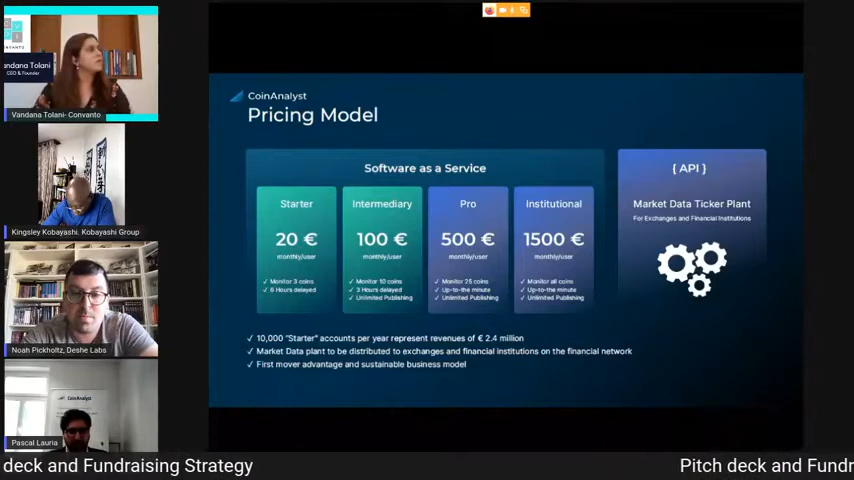 CONVANTO
andana Tolani
CEO & Founder
Vandana Tolani- Convanto
Kingsley Kobayashi. Kobayashi Group
Noah Pickholtz, Deshe Labs
CoinAnalyst
Pascal Lauria
CoinAnalyst
Pricing Model
Software as a Service
Starter
20 €
monthly/user
✓ Monitor 3 coins
✓ 6 Hours delayed
Intermediary
100 €
monthly/user
✓ Monitor 10 coins
✓ 3 Hours delayed
✓ Unlimited Publishing
Pro
500 €
monthly/user
✓ Monitor 25 coins
✓ Up-to-the minute
✓ Unlimited Publishing
Institutional
1500 €
monthly/user
✓ Monitor all coins
✓ Up-to-the minute
✓ Unlimited Publishing
{ API }
Market Data Ticker Plant
For Exchanges and Financial Institutions
✓ 10,000 "Starter" accounts per year represent revenues of € 2.4 million
✓ Market Data plant to be distributed to exchanges and financial institutions on the financial network
✓ First mover advantage and sustainable business model
deck and Fundraising Strategy
Pitch deck and Fundr